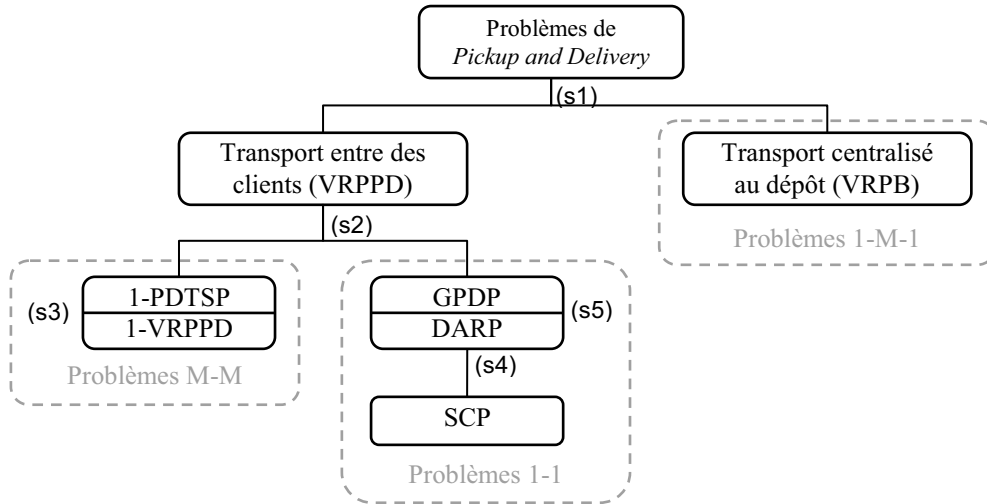 Problèmes de
Pickup and Delivery
(s1)
Transport entre des
clients (VRPPD)
Transport centralisé
au dépôt (VRPB)
Problèmes 1-M-1
(s2)
(s3)
1-PDTSP
1-VRPPD
Problèmes M-M
GPDP
DARP
(s5)
(s4)
SCP
Problèmes 1-1